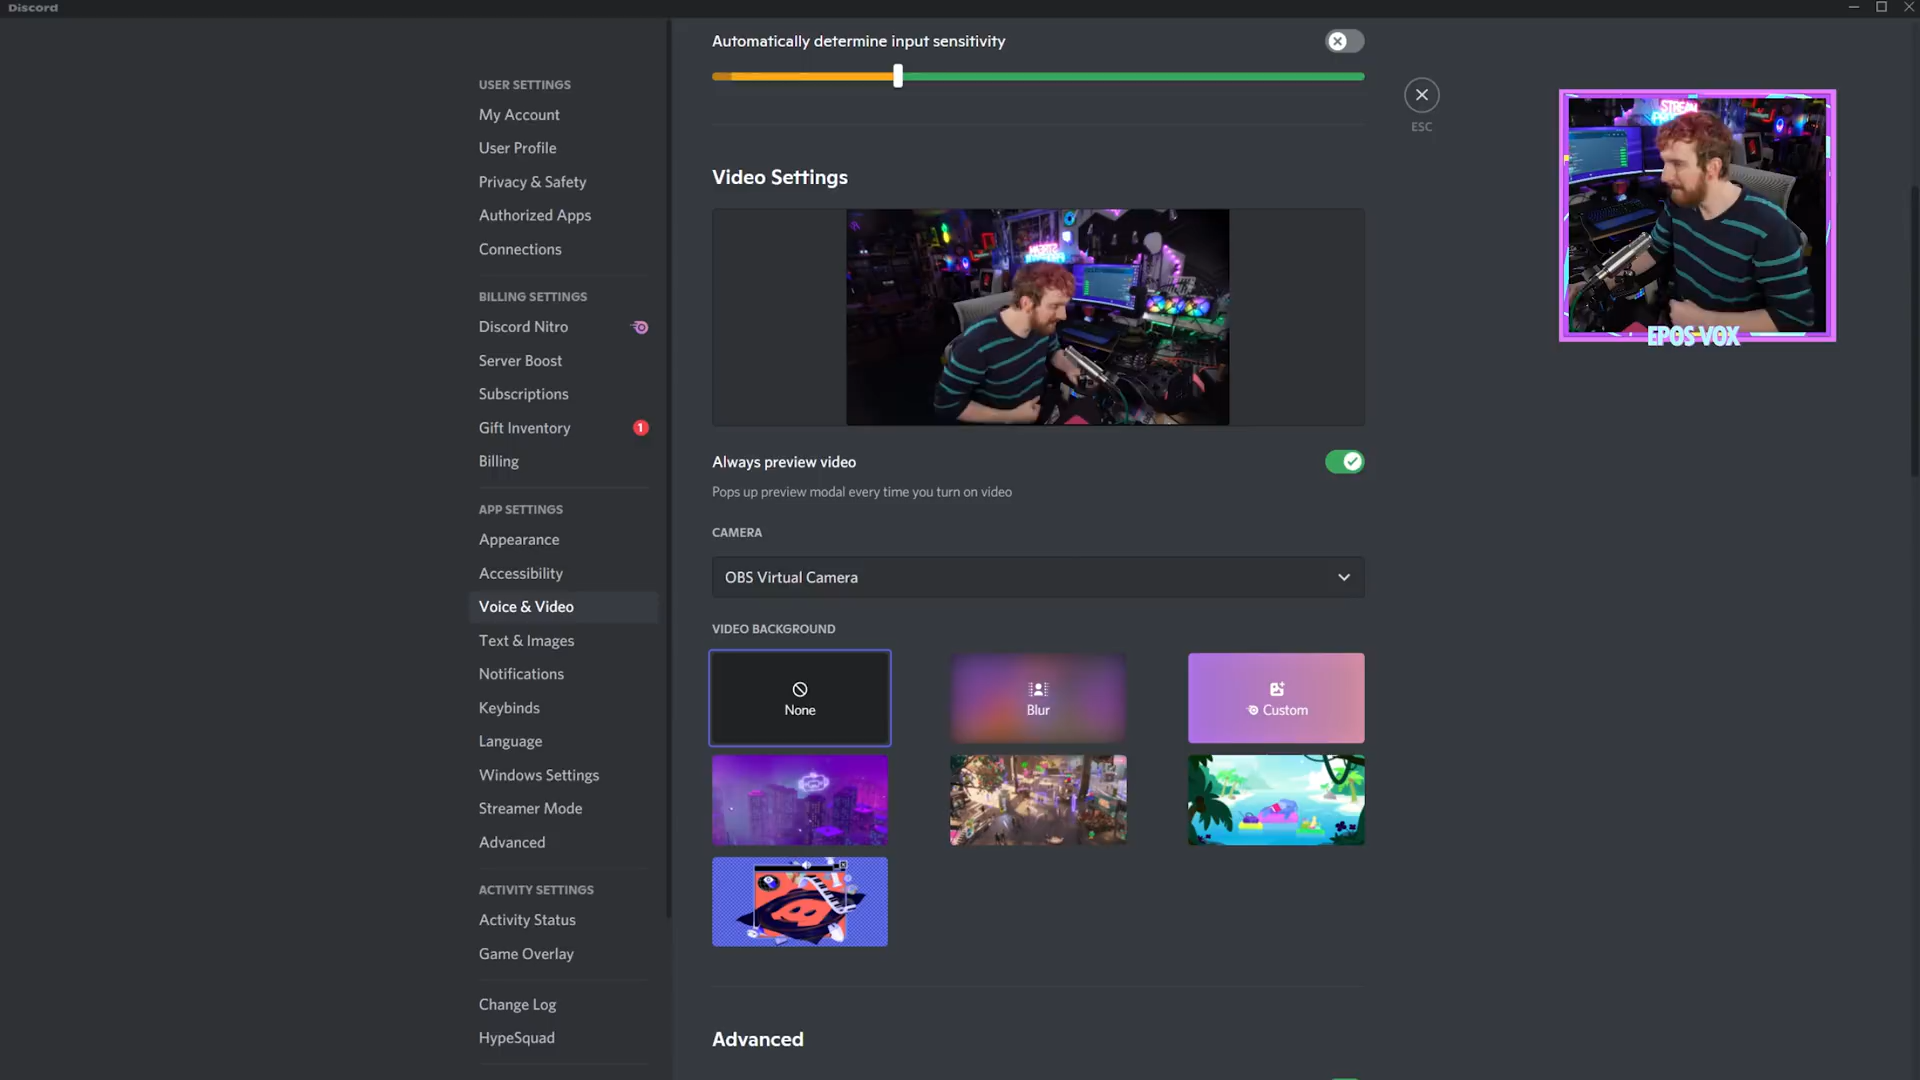 Discord
USER SETTINGS
My Account
User Profile
Privacy & Safety
Authorized Apps
Connections
BILLING SETTINGS
Discord Nitro
Server Boost
Subscriptions
Gift Inventory
1
Billing
APP SETTINGS
Appearance
Accessibility
Voice & Video
Text & Images
Notifications
Keybinds
Language
Windows Settings
Streamer Mode
Advanced
ACTIVITY SETTINGS
Activity Status
Game Overlay
Change Log
HypeSquad
Automatically determine input sensitivity
ESC
Video Settings
Always preview video
Pops up preview modal every time you turn on video
CAMERA
OBS Virtual Camera
VIDEO BACKGROUND
None
Blur
Custom
Advanced
STREAM
EPOS VOX